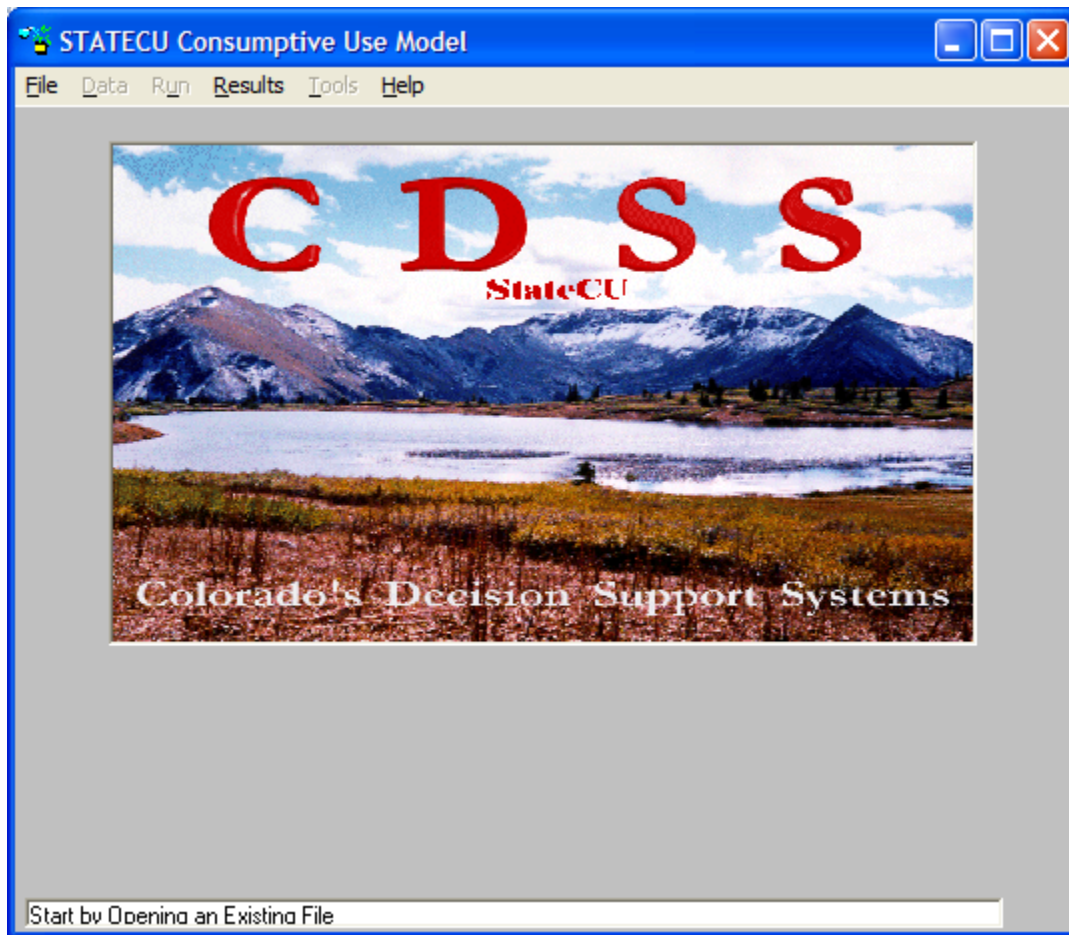 STATECU Consumptive Use Model
File Data Run Results Tools Help
C D S S
StateCU
Colorado's Decision Support Systems
Start by Opening an Existing File